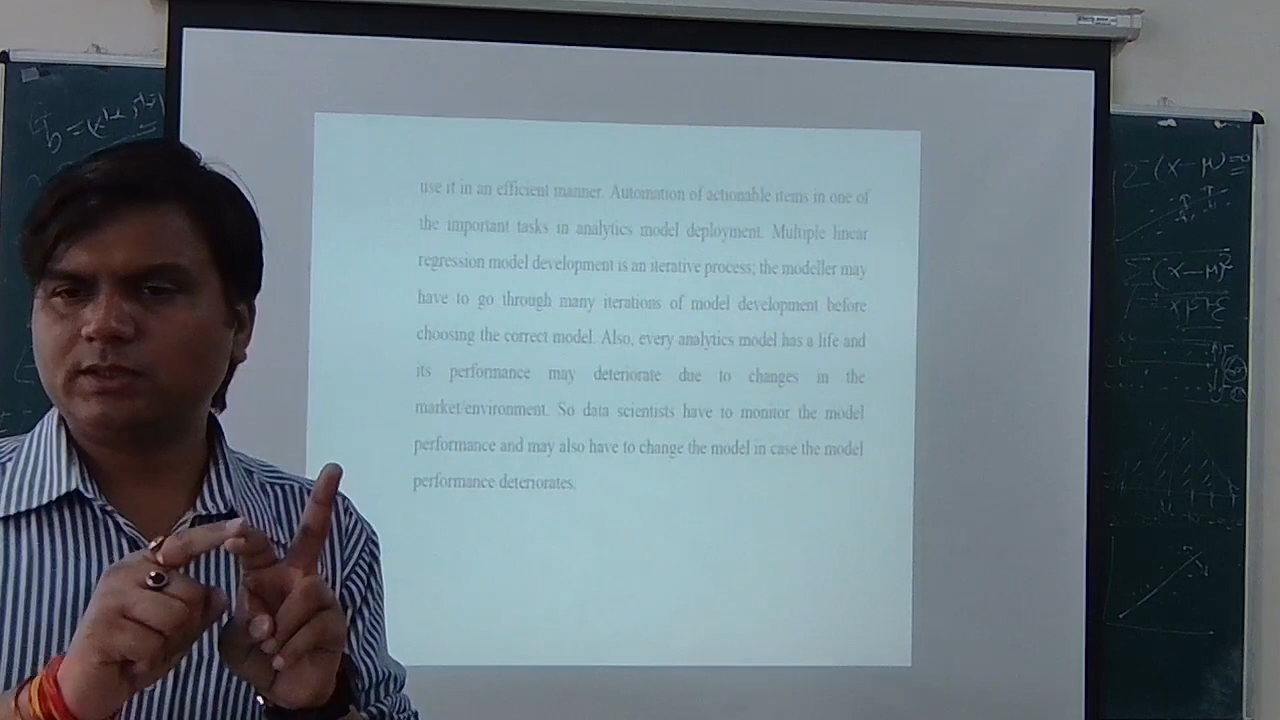 use it in an efficient manner. Automation of actionable items in one of
the important tasks in analytics model deployment. Multiple linear
regression model development is an iterative process; the modeller may
have to go through many iterations of model development before
choosing the correct model. Also, every analytics model has a life and
its performance may deteriorate due to changes in the
market/environment. So data scientists have to monitor the model
performance and may also have to change the model in case the model
performance deteriorates.
Σ(x-μ)=0